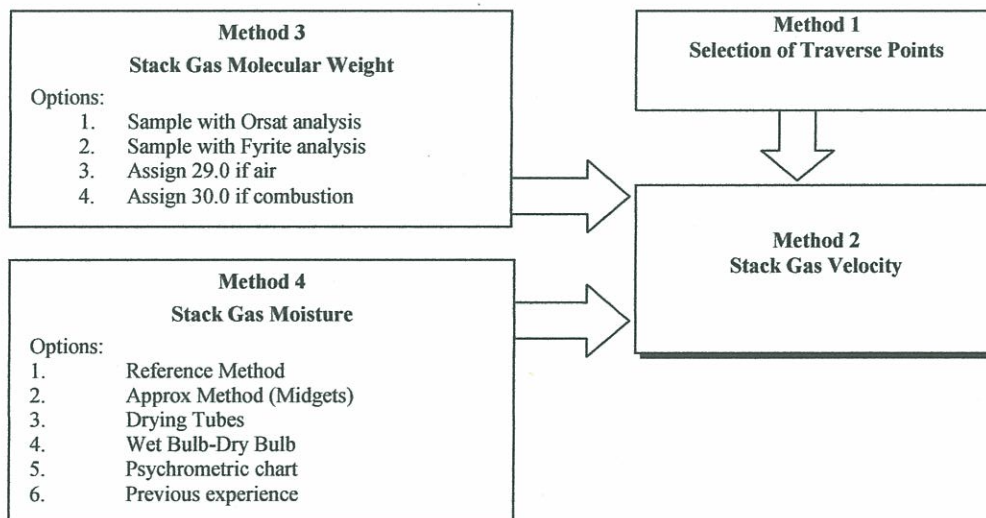 Method 3
Stack Gas Molecular Weight
Options:
1. Sample with Orsat analysis
2. Sample with Fyrite analysis
3. Assign 29.0 if air
4. Assign 30.0 if combustion
Method 4
Stack Gas Moisture
Options:
1. Reference Method
2. Approx Method (Midgets)
3. Drying Tubes
4. Wet Bulb-Dry Bulb
5. Psychrometric chart
6. Previous experience
Method 1
Selection of Traverse Points
Method 2
Stack Gas Velocity